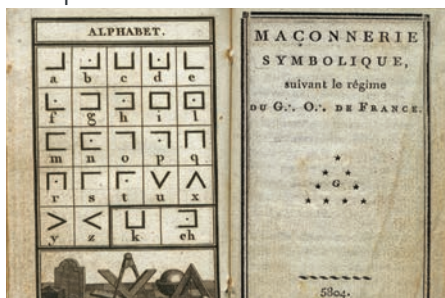 ALPHABET.
a b c d e
f g h i l
m n o p q
r s t u x
y z k ch
MAÇONNERIE
SYMBOLIQUE,
suivant le régime
DU G∴ O∴ DE FRANCE.
G
5804.